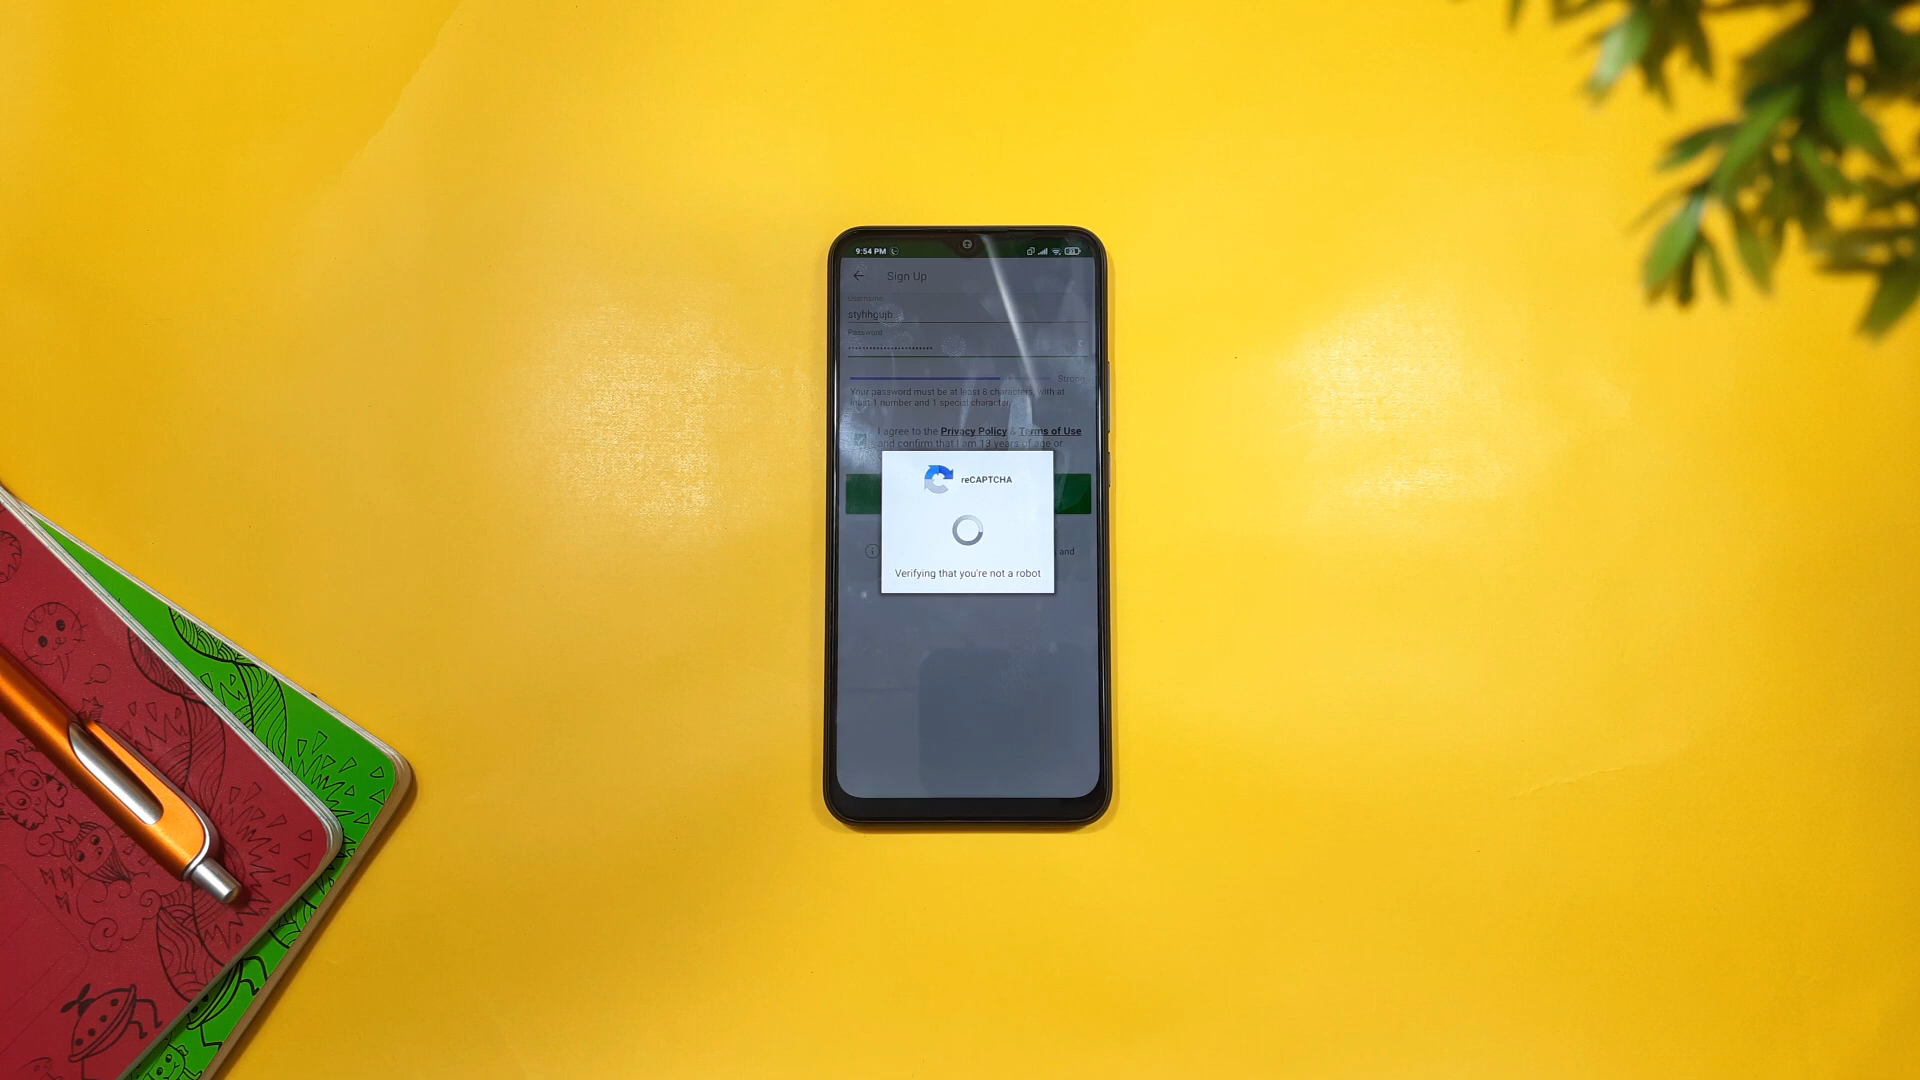 9:54 PM
Sign Up
Username
styhhgujb
Password
Strong
Your password must be at least 8 characters, with at
least 1 number and 1 special character.
I agree to the Privacy Policy & Terms of Use
and confirm that I am 13 years of age or
reCAPTCHA
and
Verifying that you're not a robot